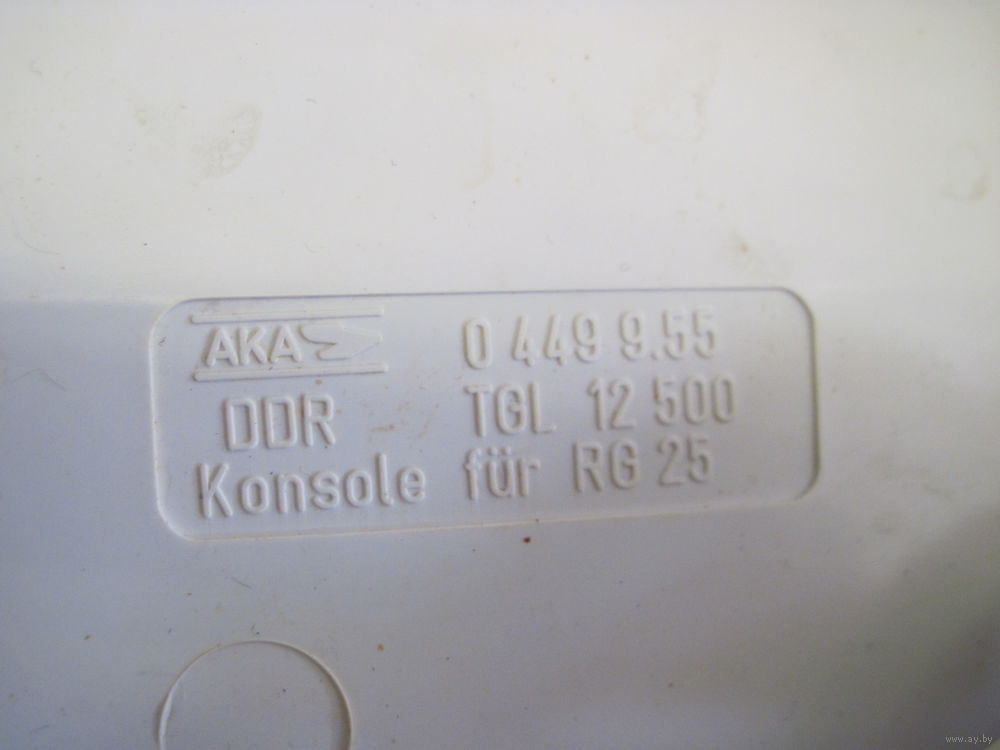 AKA 0 449 9.55
DDR TGL 12 500
Konsole für RG 25
www.ay.by